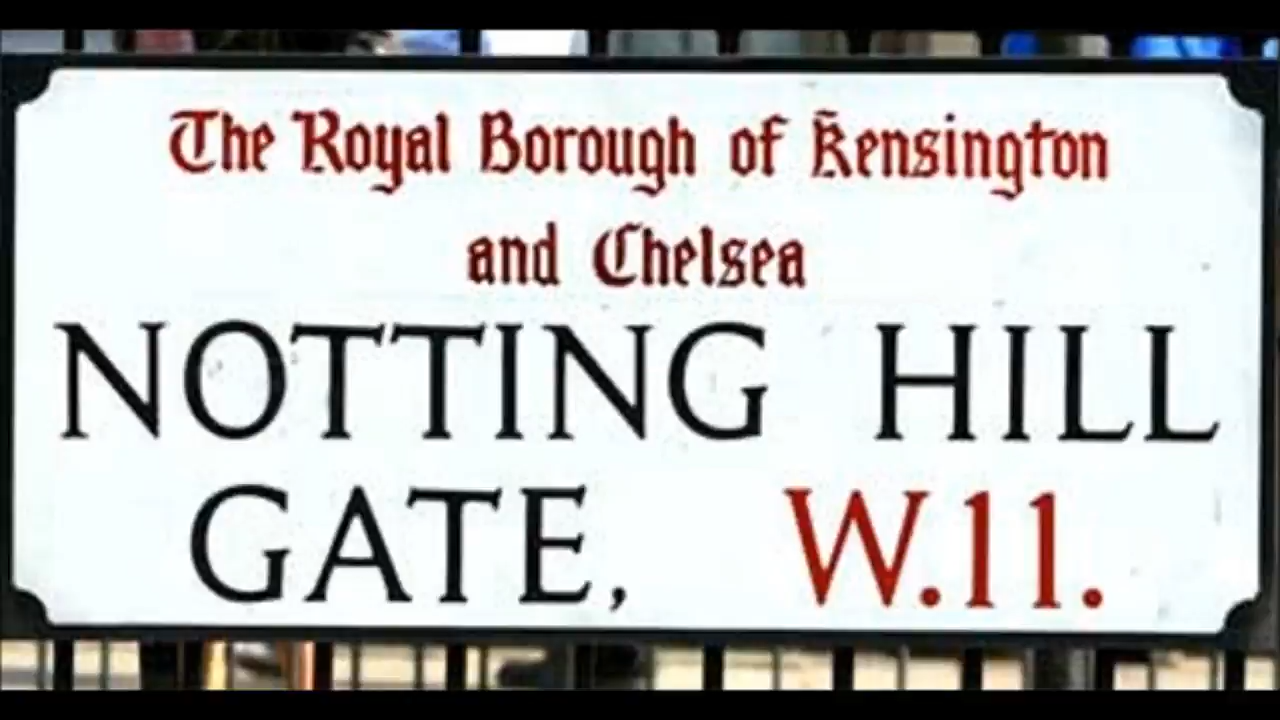 The Royal Borough of Kensington
and Chelsea
NOTTING HILL
GATE, W.11.